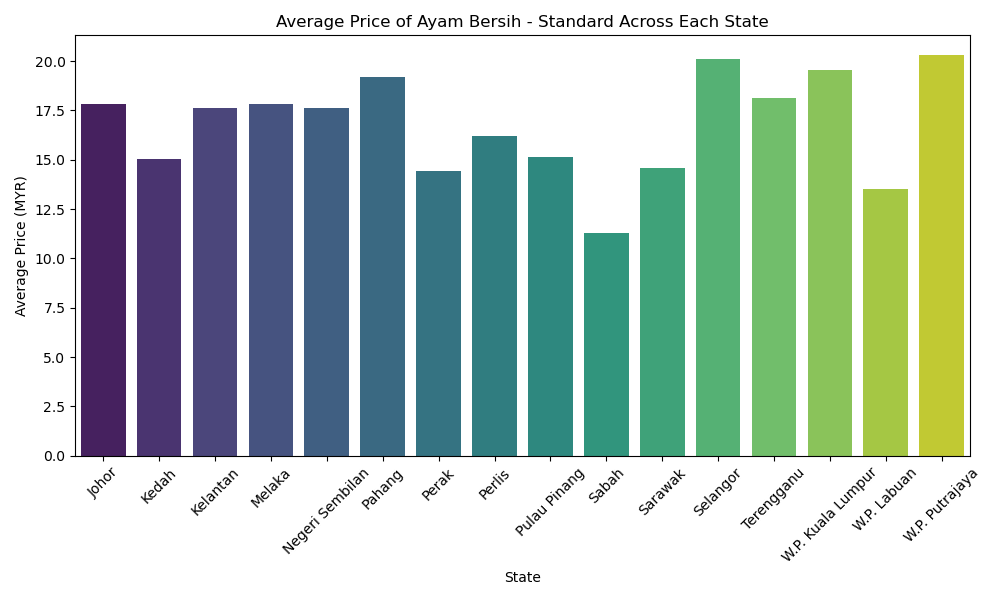 Average Price of Ayam Bersih - Standard Across Each State
Average Price (MYR)
20.0
17.5
15.0
12.5
10.0
7.5
5.0
2.5
0.0
Johor
Kedah
Kelantan
Melaka
Negeri Sembilan
Pahang
Perak
Perlis
Pulau Pinang
Sabah
Sarawak
Selangor
Terengganu
W.P. Kuala Lumpur
W.P. Labuan
W.P. Putrajaya
State